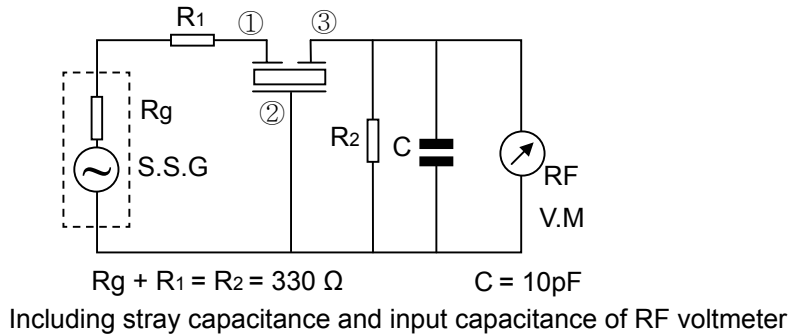 R1 ① ③
②
Rg
S.S.G
R2
C
RF
V.M
Rg + R1 = R2 = 330 Ω C = 10pF
Including stray capacitance and input capacitance of RF voltmeter